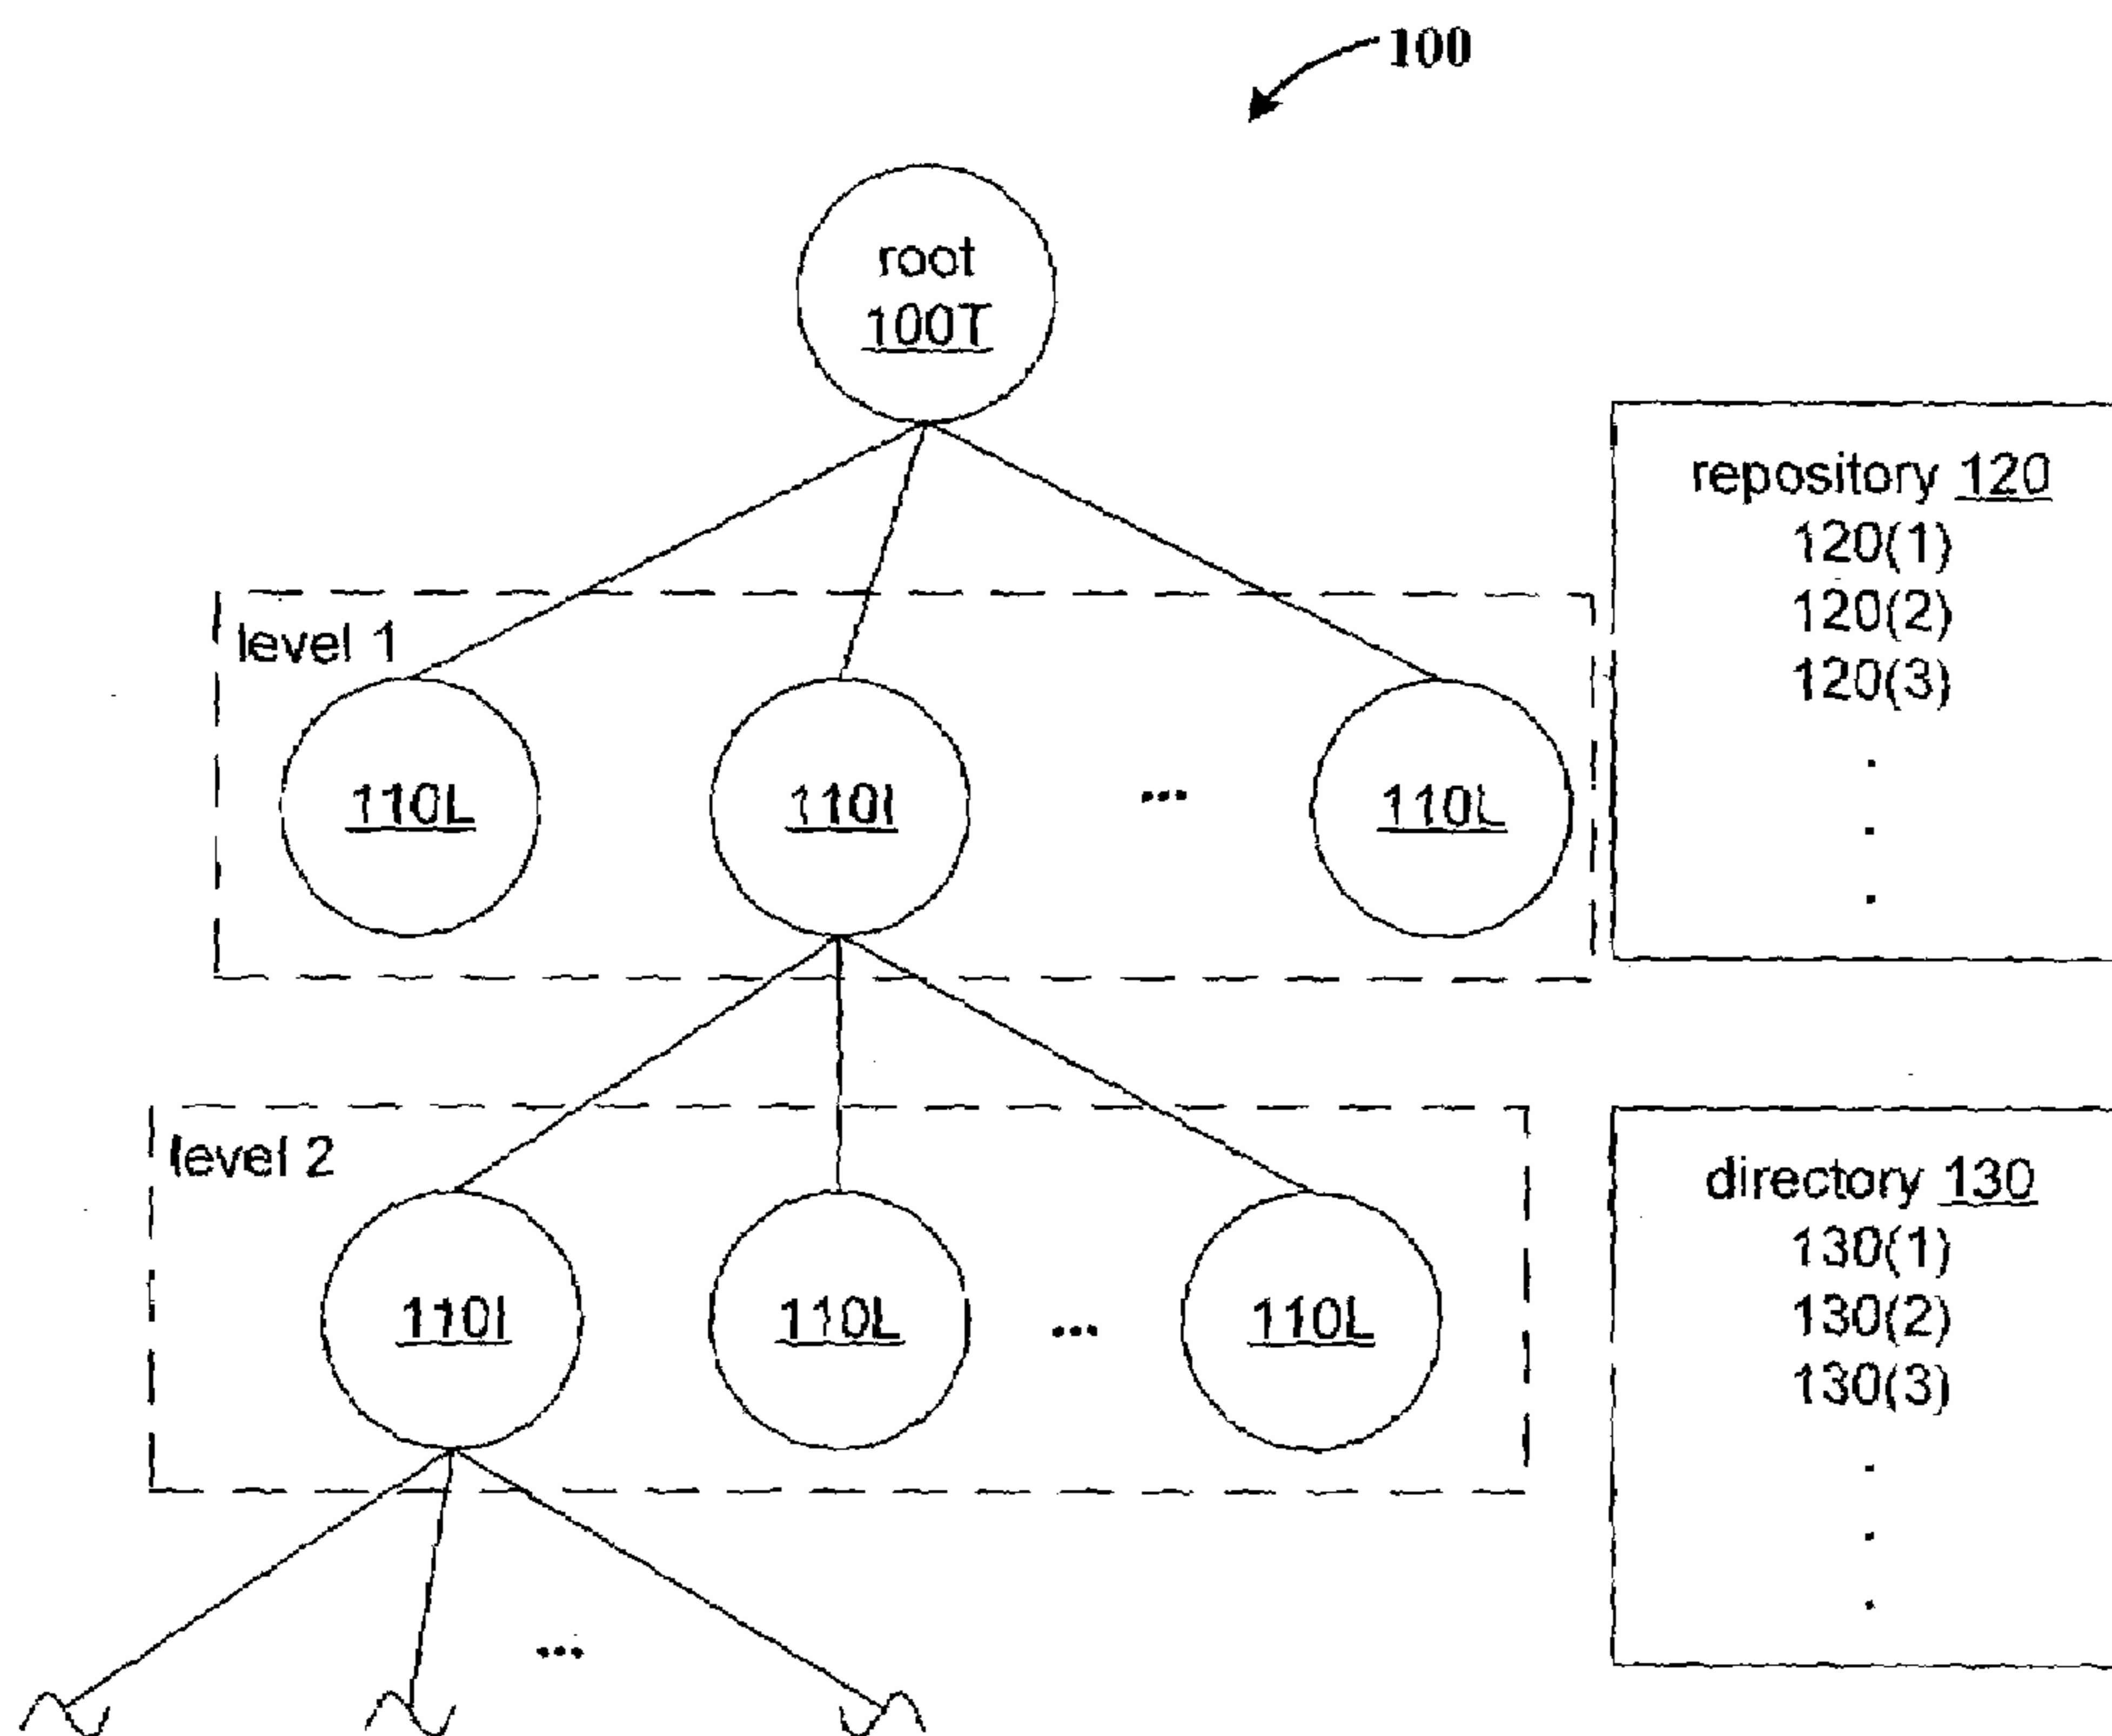 100
root
100T
level 1
110L
110I
...
110L
repository 120
120(1)
120(2)
120(3)
.
.
.
level 2
110I
110L
...
110L
directory 130
130(1)
130(2)
130(3)
.
.
.
...